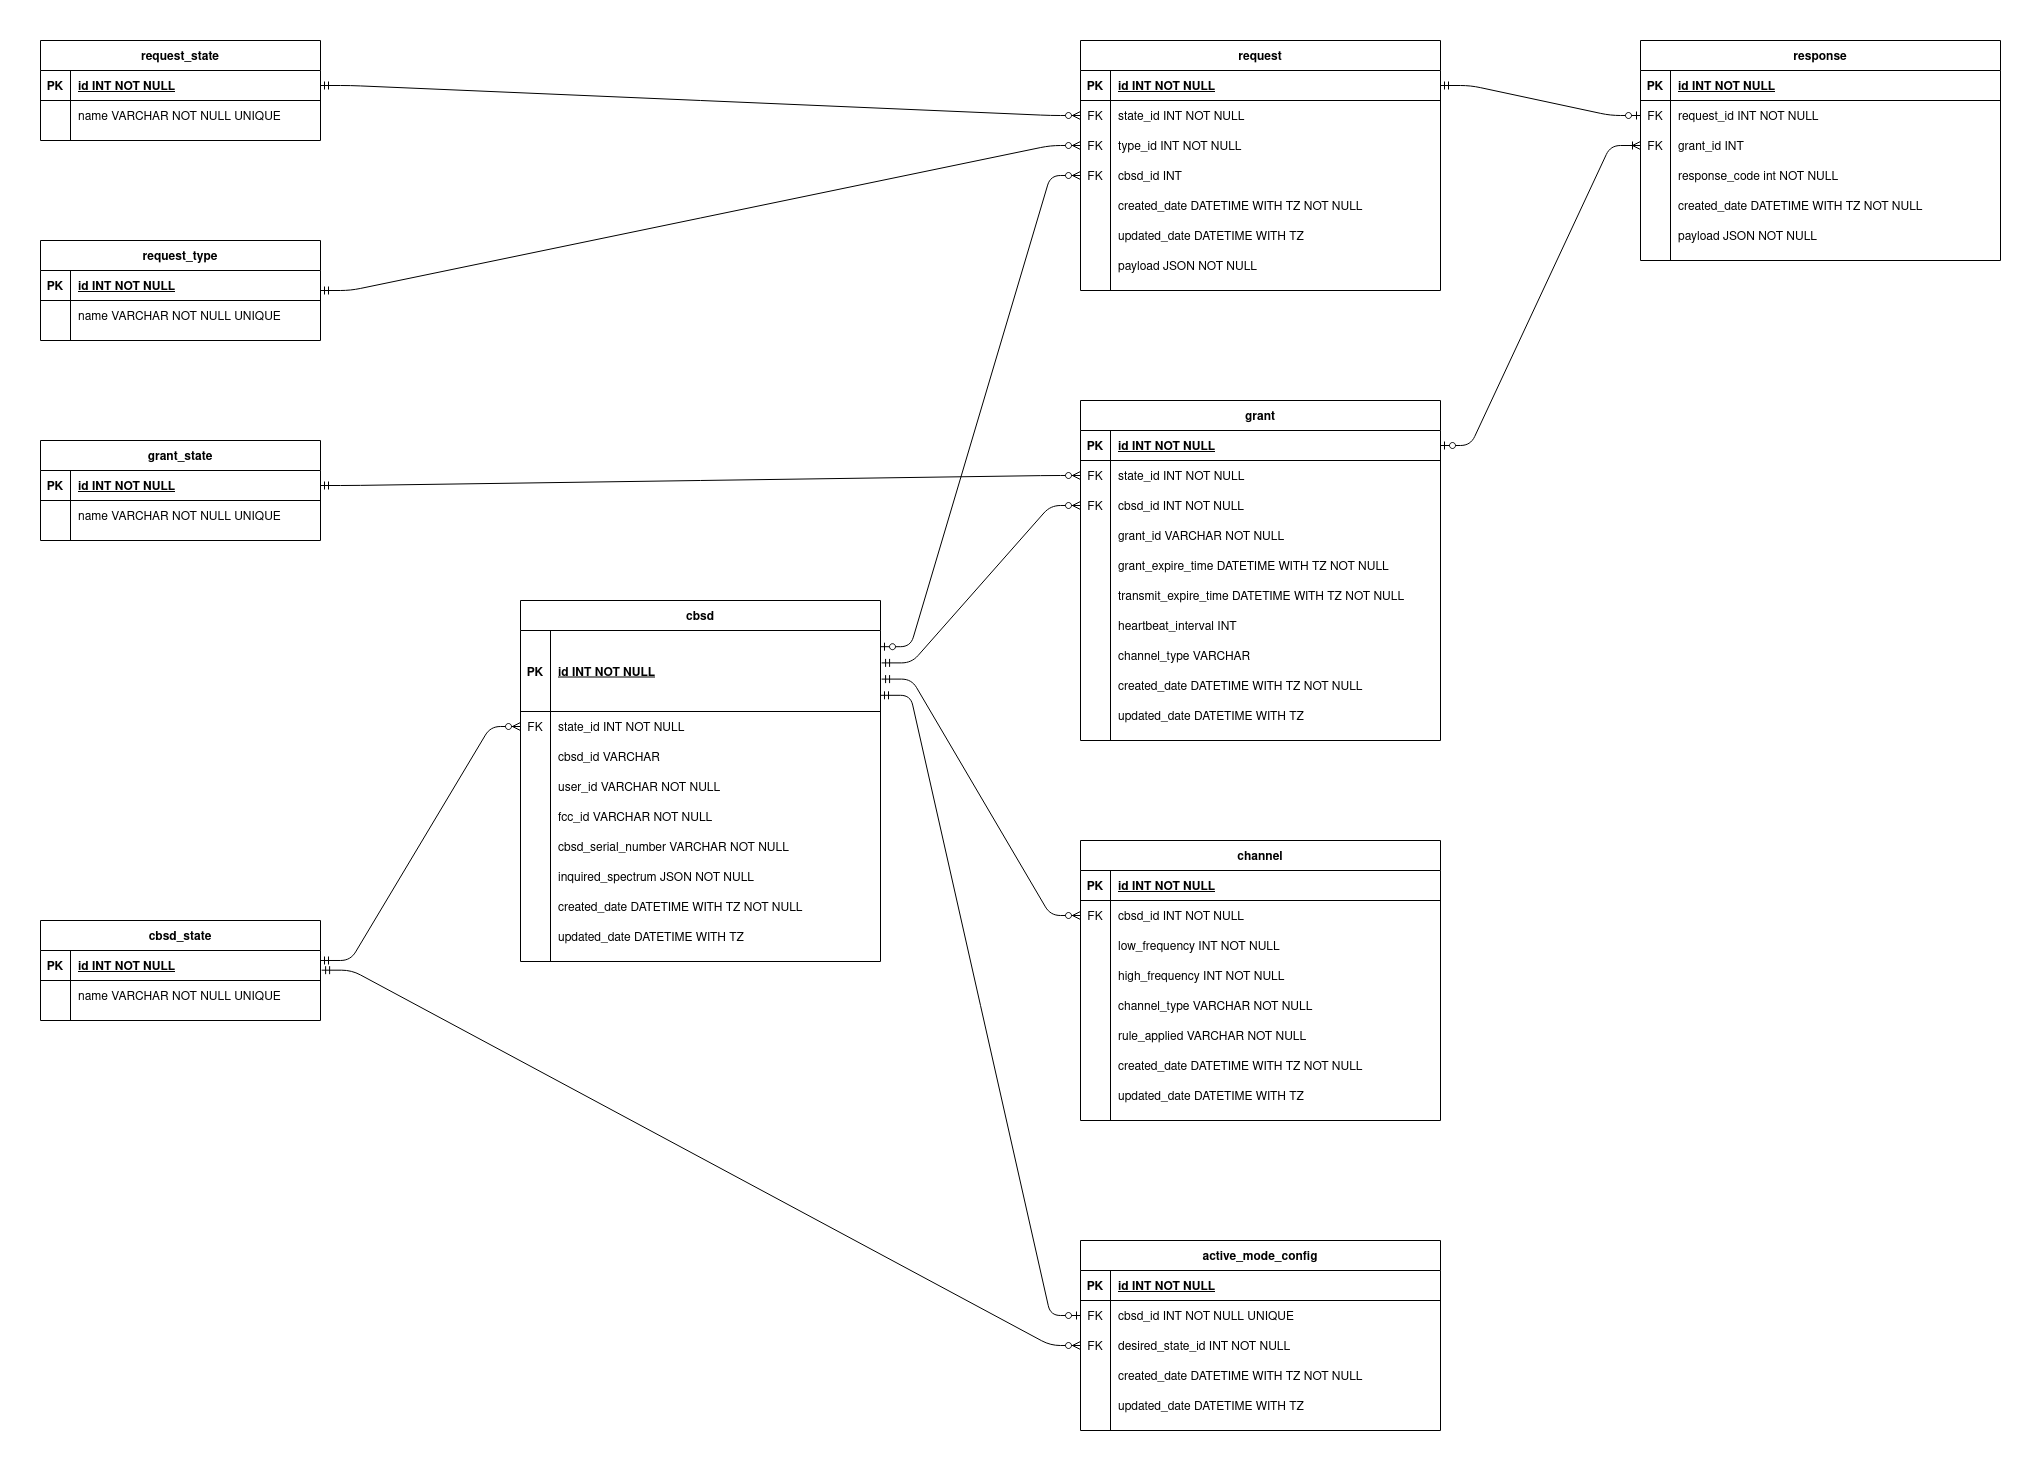 request_state
PK id INT NOT NULL
name VARCHAR NOT NULL UNIQUE
request_type
PK id INT NOT NULL
name VARCHAR NOT NULL UNIQUE
grant_state
PK id INT NOT NULL
name VARCHAR NOT NULL UNIQUE
cbsd_state
PK id INT NOT NULL
name VARCHAR NOT NULL UNIQUE
cbsd
PK id INT NOT NULL
FK state_id INT NOT NULL
cbsd_id VARCHAR
user_id VARCHAR NOT NULL
fcc_id VARCHAR NOT NULL
cbsd_serial_number VARCHAR NOT NULL
inquired_spectrum JSON NOT NULL
created_date DATETIME WITH TZ NOT NULL
updated_date DATETIME WITH TZ
request
PK id INT NOT NULL
FK state_id INT NOT NULL
FK type_id INT NOT NULL
FK cbsd_id INT
created_date DATETIME WITH TZ NOT NULL
updated_date DATETIME WITH TZ
payload JSON NOT NULL
grant
PK id INT NOT NULL
FK state_id INT NOT NULL
FK cbsd_id INT NOT NULL
grant_id VARCHAR NOT NULL
grant_expire_time DATETIME WITH TZ NOT NULL
transmit_expire_time DATETIME WITH TZ NOT NULL
heartbeat_interval INT
channel_type VARCHAR
created_date DATETIME WITH TZ NOT NULL
updated_date DATETIME WITH TZ
channel
PK id INT NOT NULL
FK cbsd_id INT NOT NULL
low_frequency INT NOT NULL
high_frequency INT NOT NULL
channel_type VARCHAR NOT NULL
rule_applied VARCHAR NOT NULL
created_date DATETIME WITH TZ NOT NULL
updated_date DATETIME WITH TZ
active_mode_config
PK id INT NOT NULL
FK cbsd_id INT NOT NULL UNIQUE
FK desired_state_id INT NOT NULL
created_date DATETIME WITH TZ NOT NULL
updated_date DATETIME WITH TZ
response
PK id INT NOT NULL
FK request_id INT NOT NULL
FK grant_id INT
response_code int NOT NULL
created_date DATETIME WITH TZ NOT NULL
payload JSON NOT NULL